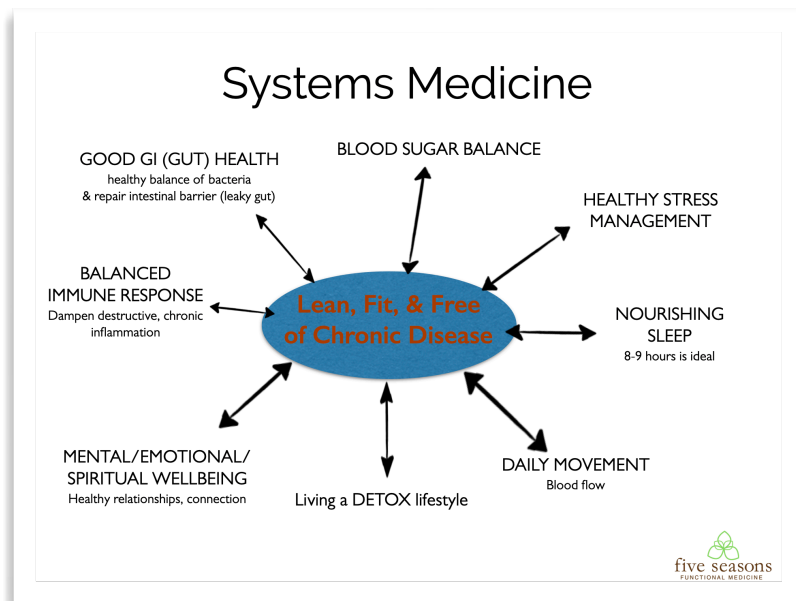 Systems Medicine
BLOOD SUGAR BALANCE
GOOD GI (GUT) HEALTH
healthy balance of bacteria
& repair intestinal barrier (leaky gut)
HEALTHY STRESS
MANAGEMENT
BALANCED
IMMUNE RESPONSE
Dampen destructive, chronic
inflammation
Lean, Fit, & Free
of Chronic Disease
NOURISHING
SLEEP
8-9 hours is ideal
MENTAL/EMOTIONAL/
SPIRITUAL WELLBEING
Healthy relationships, connection
Living a DETOX lifestyle
DAILY MOVEMENT
Blood flow
five seasons
FUNCTIONAL MEDICINE